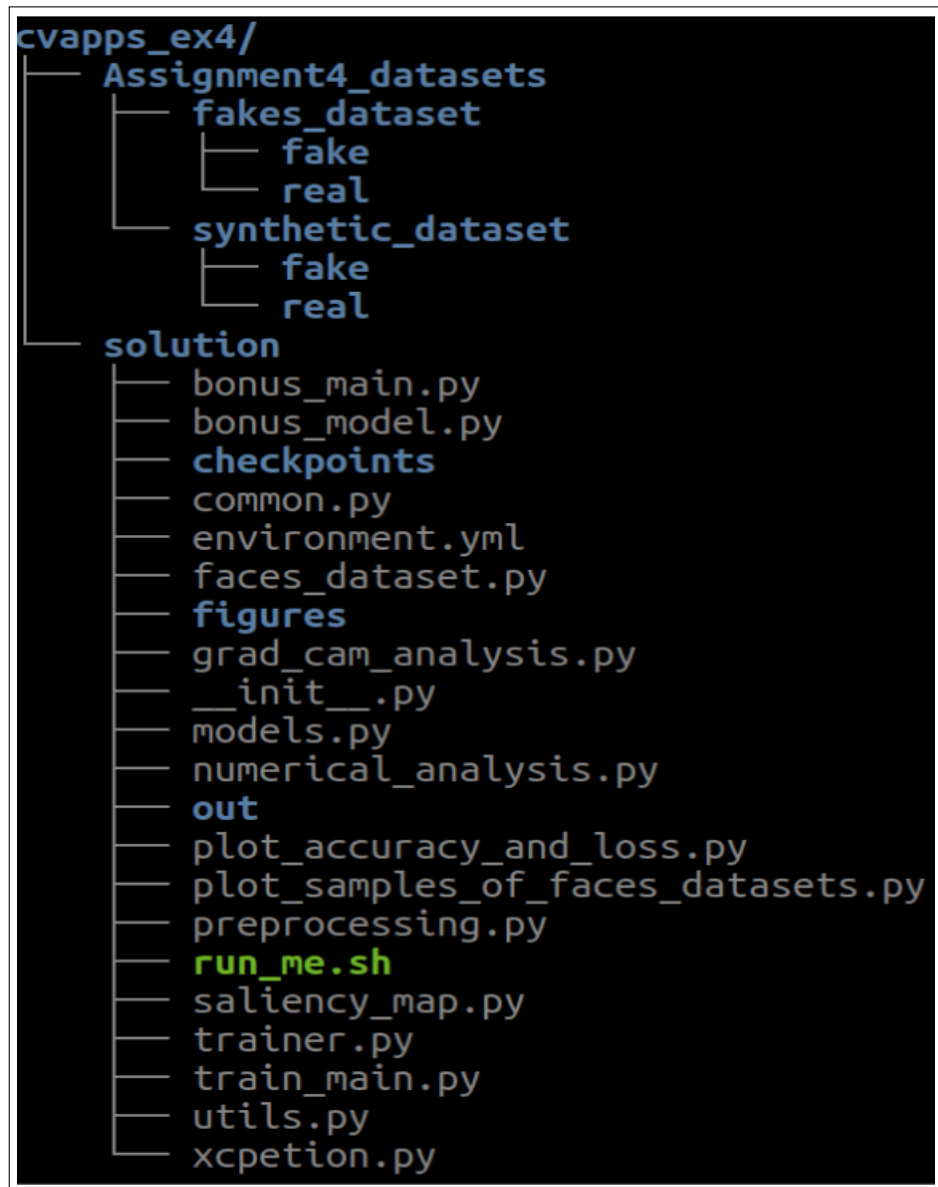 cvapps_ex4/
Assignment4_datasets
fakes_dataset
fake
real
synthetic_dataset
fake
real
solution
bonus_main.py
bonus_model.py
checkpoints
common.py
environment.yml
faces_dataset.py
figures
grad_cam_analysis.py
__init__.py
models.py
numerical_analysis.py
out
plot_accuracy_and_loss.py
plot_samples_of_faces_datasets.py
preprocessing.py
run_me.sh
saliency_map.py
trainer.py
train_main.py
utils.py
xcpetion.py